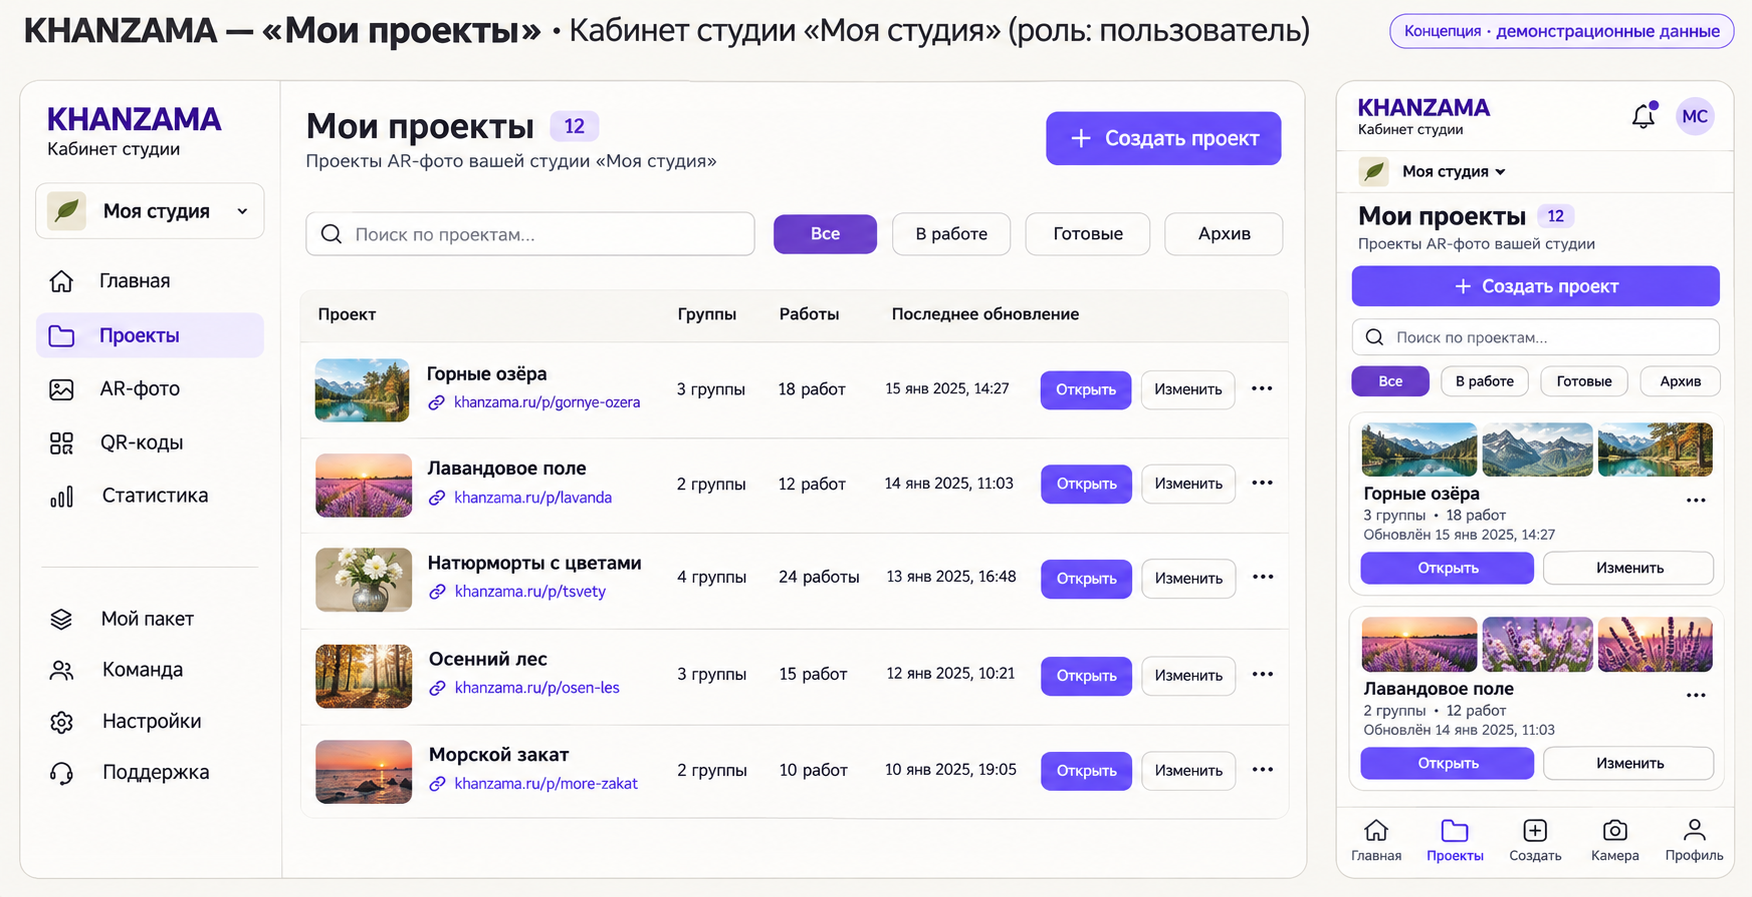 KHANZAMA — «Мои проекты» • Кабинет студии «Моя студия» (роль: пользователь)
Концепция · демонстрационные данные
KHANZAMA
Кабинет студии
Моя студия
Главная
Проекты
AR-фото
QR-коды
Статистика
Мой пакет
Команда
Настройки
Поддержка
Мои проекты 12
Проекты AR-фото вашей студии «Моя студия»
+ Создать проект
Поиск по проектам...
Все
В работе
Готовые
Архив
Проект Группы Работы Последнее обновление
Горные озёра
khanzama.ru/p/gornye-ozera
3 группы 18 работ 15 янв 2025, 14:27 Открыть Изменить •••
Лавандовое поле
khanzama.ru/p/lavanda
2 группы 12 работ 14 янв 2025, 11:03 Открыть Изменить •••
Натюрморты с цветами
khanzama.ru/p/tsvety
4 группы 24 работы 13 янв 2025, 16:48 Открыть Изменить •••
Осенний лес
khanzama.ru/p/osen-les
3 группы 15 работ 12 янв 2025, 10:21 Открыть Изменить •••
Морской закат
khanzama.ru/p/more-zakat
2 группы 10 работ 10 янв 2025, 19:05 Открыть Изменить •••
KHANZAMA
Кабинет студии
МС
Моя студия
Мои проекты 12
Проекты AR-фото вашей студии
+ Создать проект
Поиск по проектам...
Все
В работе
Готовые
Архив
Горные озёра
•••
3 группы • 18 работ
Обновлён 15 янв 2025, 14:27
Открыть Изменить
Лавандовое поле
•••
2 группы • 12 работ
Обновлён 14 янв 2025, 11:03
Открыть Изменить
Главная
Проекты
Создать
Камера
Профиль